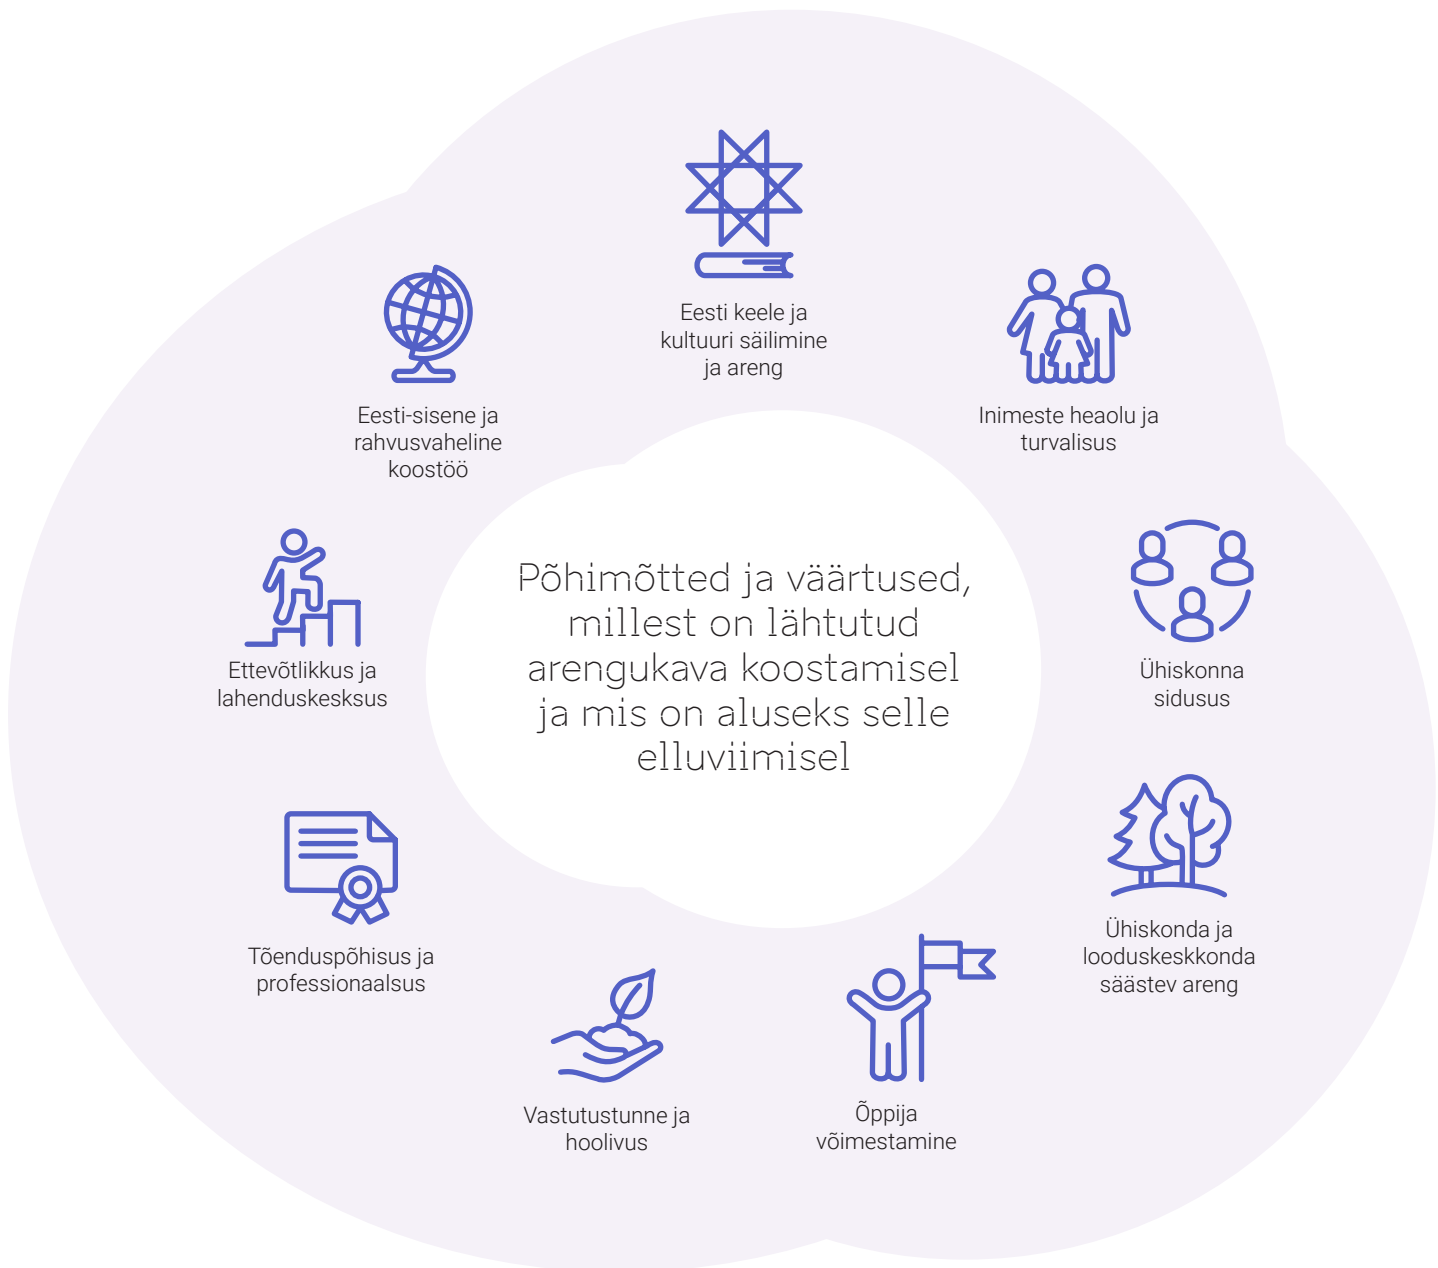 Eesti keele ja
kultuuri säilimine
ja areng
Inimeste heaolu ja
turvalisus
Ühiskonna
sidusus
Ühiskonda ja
looduskeskkonda
säästev areng
Õppija
võimestamine
Vastutustunne ja
hoolivus
Tõenduspõhisus ja
professionaalsus
Ettevõtlikkus ja
lahenduskesksus
Eesti-sisene ja
rahvusvaheline
koostöö
Põhimõtted ja väärtused,
millest on lähtutud
arengukava koostamisel
ja mis on aluseks selle
elluviimisel